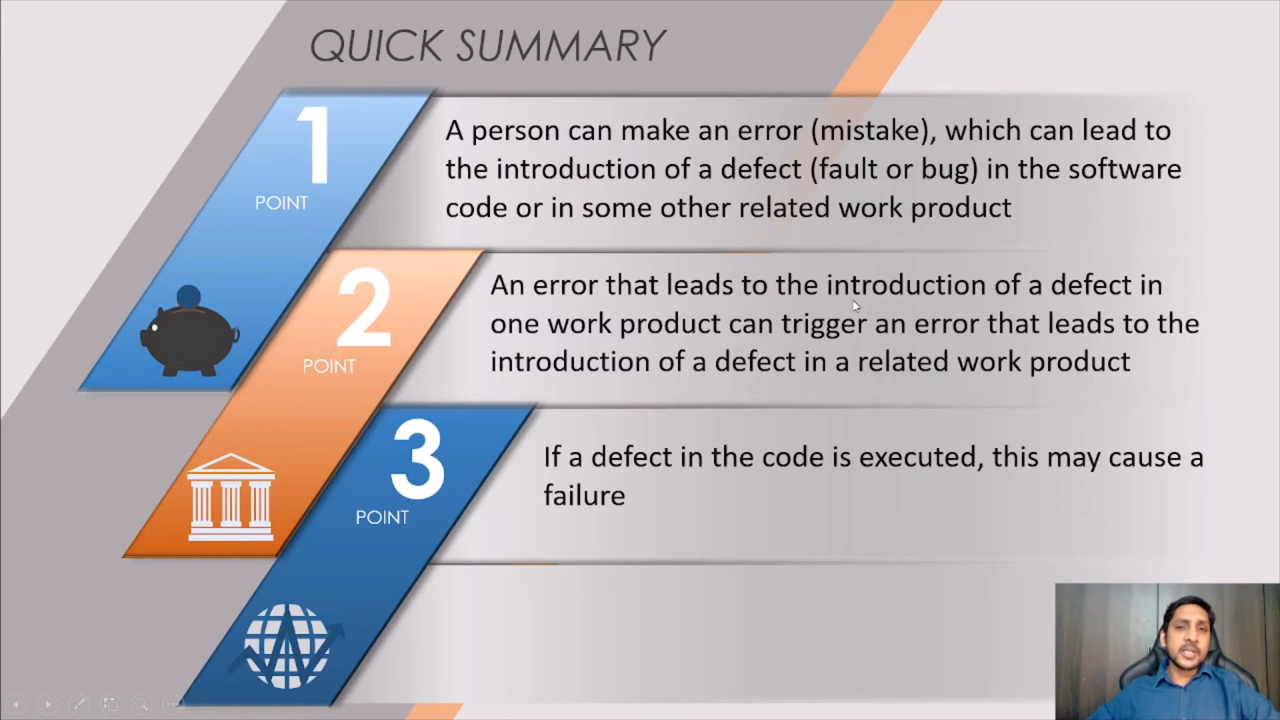 QUICK SUMMARY
1
POINT
A person can make an error (mistake), which can lead to
the introduction of a defect (fault or bug) in the software
code or in some other related work product
2
POINT
An error that leads to the introduction of a defect in
one work product can trigger an error that leads to the
introduction of a defect in a related work product
3
POINT
If a defect in the code is executed, this may cause a
failure